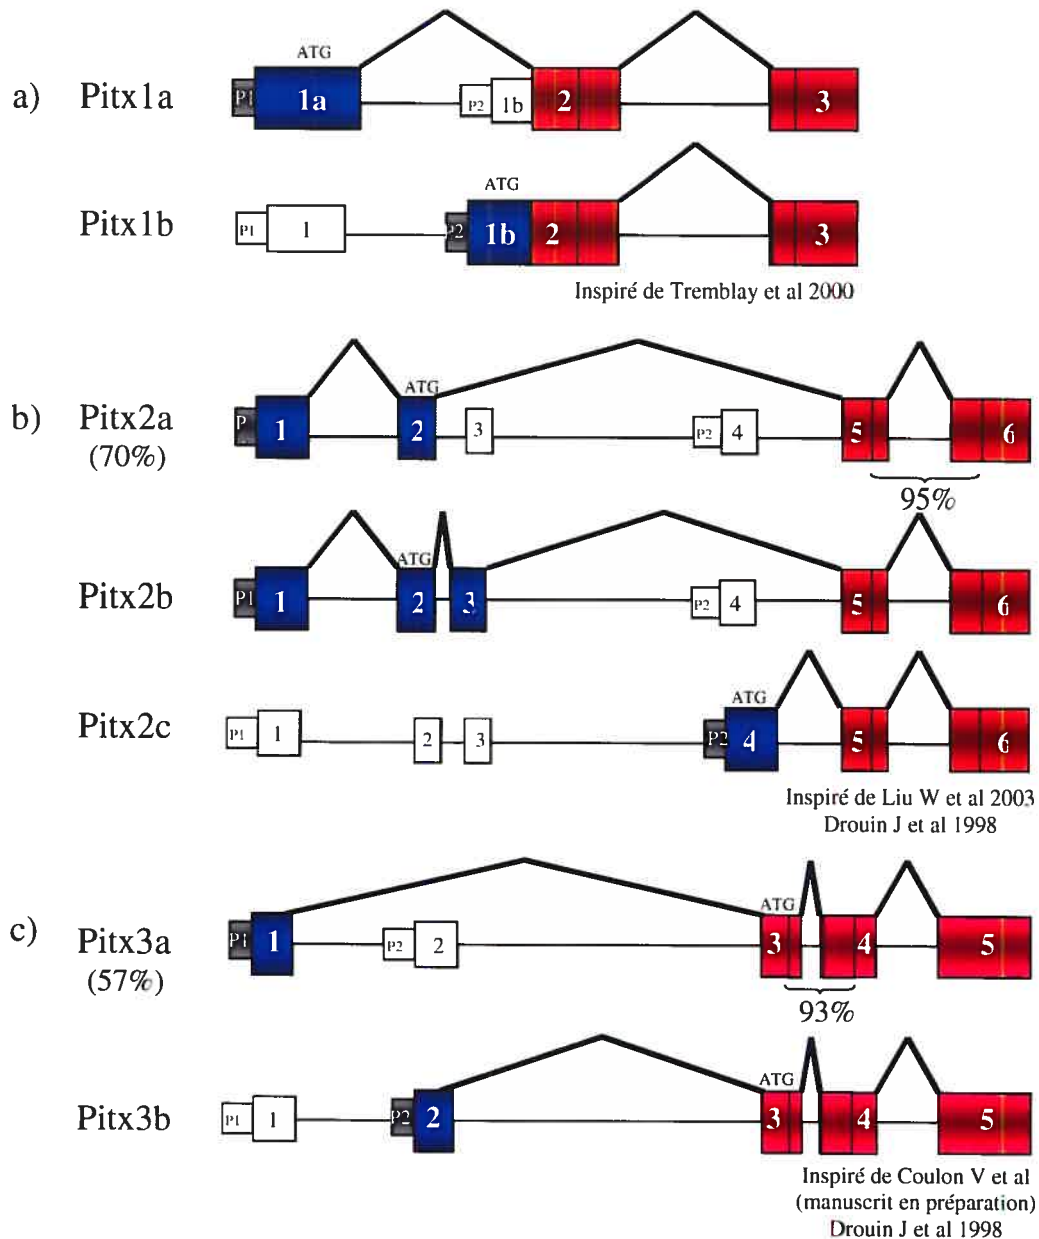 ATG
a) Pitx1a P1 1a P2 1b 2 3
ATG
Pitx1b P1 1 P2 1b 2 3
Inspiré de Tremblay et al 2000
ATG
b) Pitx2a P 1 2 3 P2 4 5 6
(70%)
95%
ATG
Pitx2b P1 1 2 3 P2 4 5 6
ATG
Pitx2c P1 1 2 3 P2 4 5 6
Inspiré de Liu W et al 2003
Drouin J et al 1998
ATG
c) Pitx3a P1 1 P2 2 3 4 5
(57%)
93%
ATG
Pitx3b P1 1 P2 2 3 4 5
Inspiré de Coulon V et al
(manuscrit en préparation)
Drouin J et al 1998